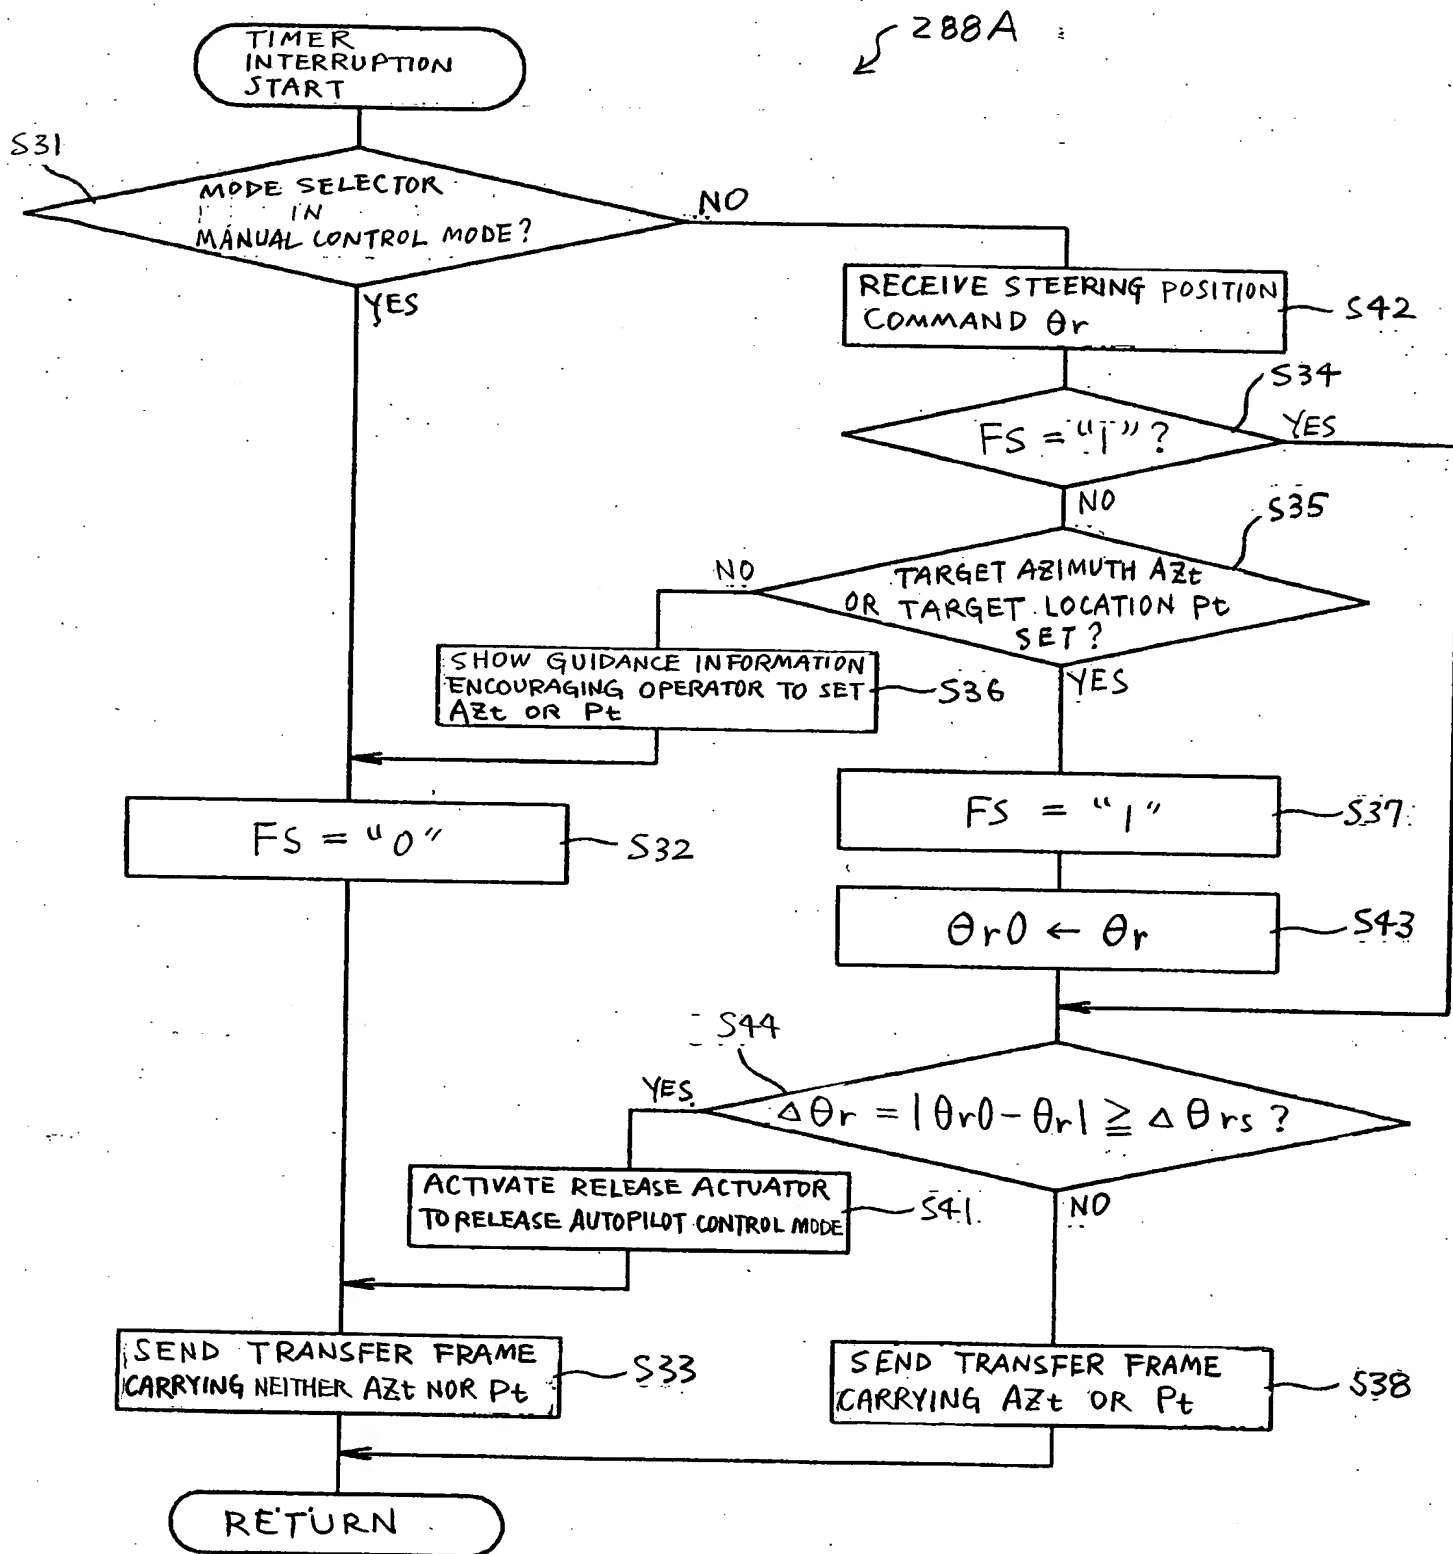 288A
TIMER
INTERRUPTION
START
S31
MODE SELECTOR
IN
MANUAL CONTROL MODE?
NO
YES
RECEIVE STEERING POSITION
COMMAND θr
S42
S34
FS = "1"?
YES
NO
S35
TARGET AZIMUTH AZt
OR TARGET LOCATION Pt
SET?
NO
YES
SHOW GUIDANCE INFORMATION
ENCOURAGING OPERATOR TO SET
AZt OR Pt
S36
FS = "1"
S37
FS = "0"
S32
θr0 ← θr
S43
S44
YES
Δθr = |θr0-θr| ≧ Δθrs ?
NO
ACTIVATE RELEASE ACTUATOR
TO RELEASE AUTOPILOT CONTROL MODE
S41
SEND TRANSFER FRAME
CARRYING NEITHER AZt NOR Pt
S33
SEND TRANSFER FRAME
CARRYING AZt OR Pt
S38
RETURN